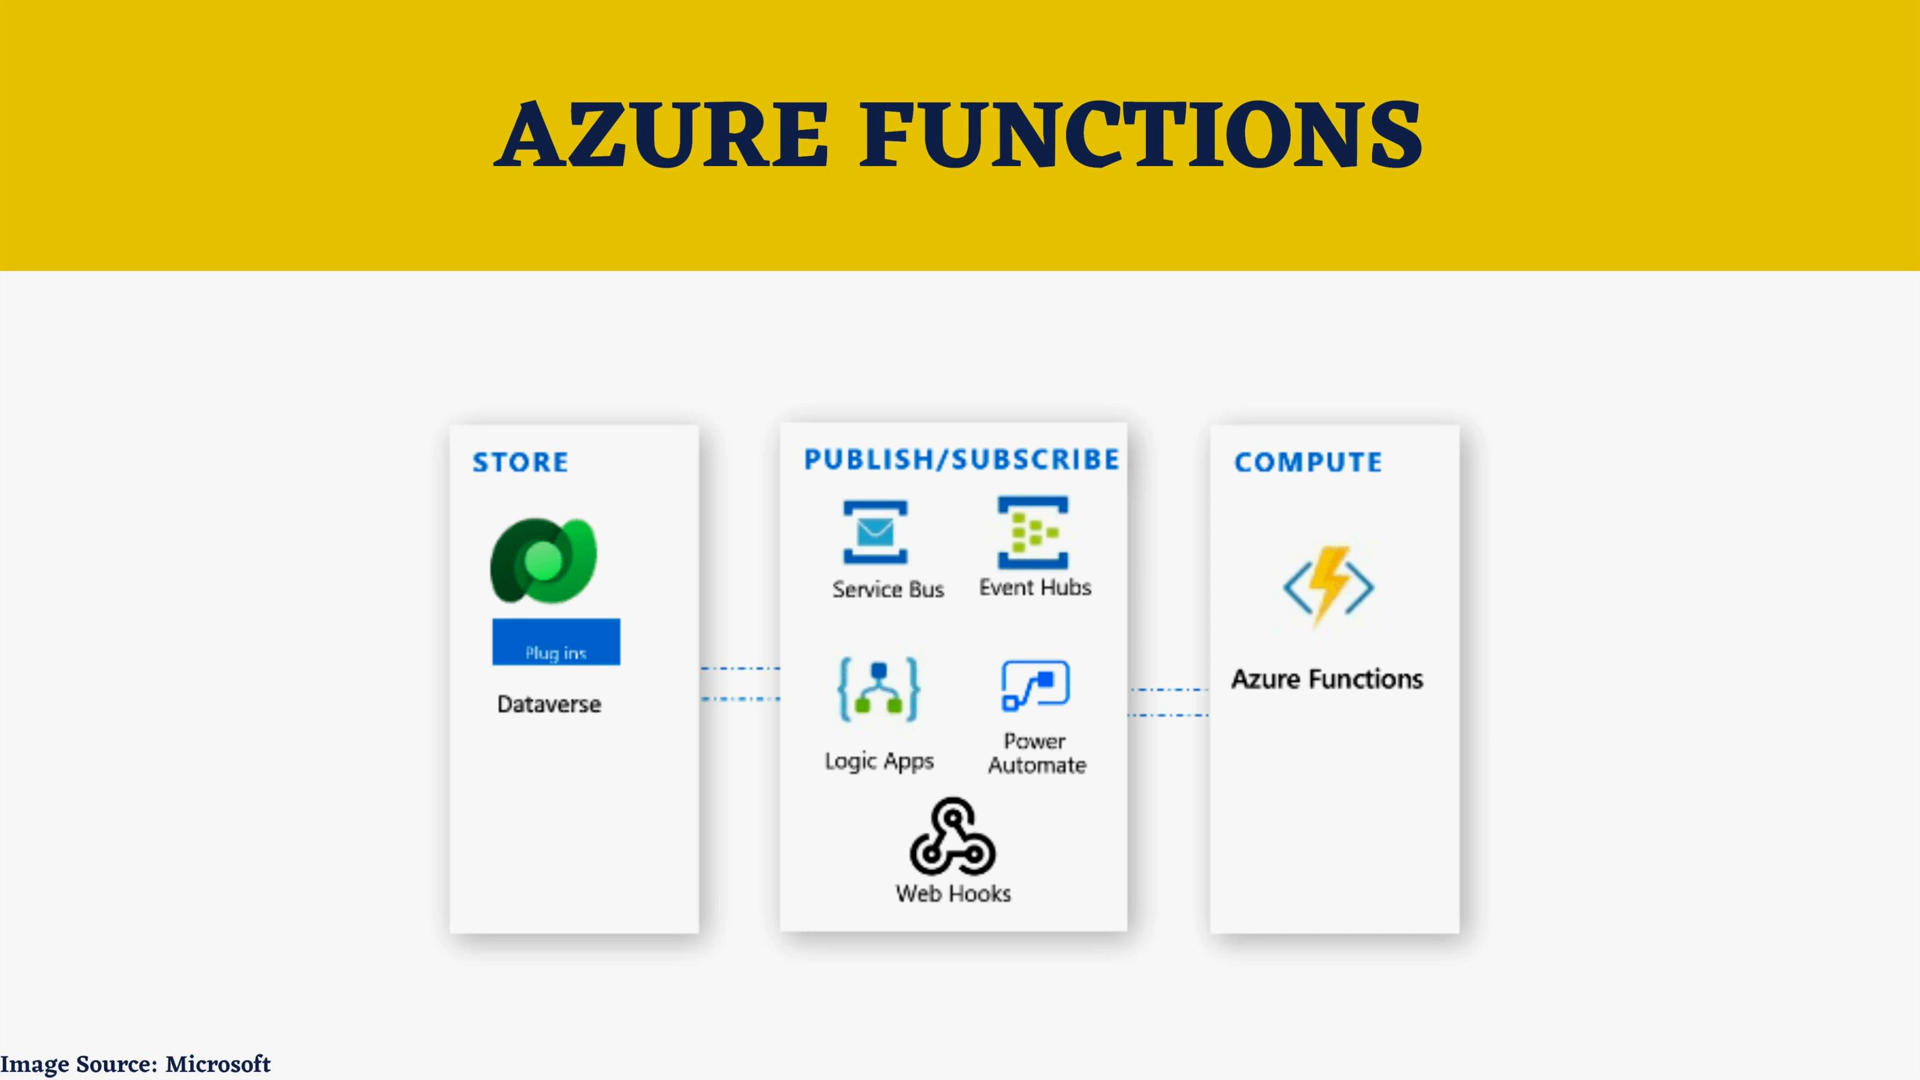 AZURE FUNCTIONS
STORE
Plug ins
Dataverse
PUBLISH/SUBSCRIBE
Service Bus
Event Hubs
Logic Apps
Power
Automate
Web Hooks
COMPUTE
Azure Functions
Image Source: Microsoft